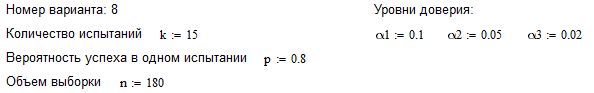 Номер варианта: 8 Уровни доверия:
Количество испытаний k := 15 α1 := 0.1 α2 := 0.05 α3 := 0.02
Вероятность успеха в одном испытании p := 0.8
Объем выборки n := 180